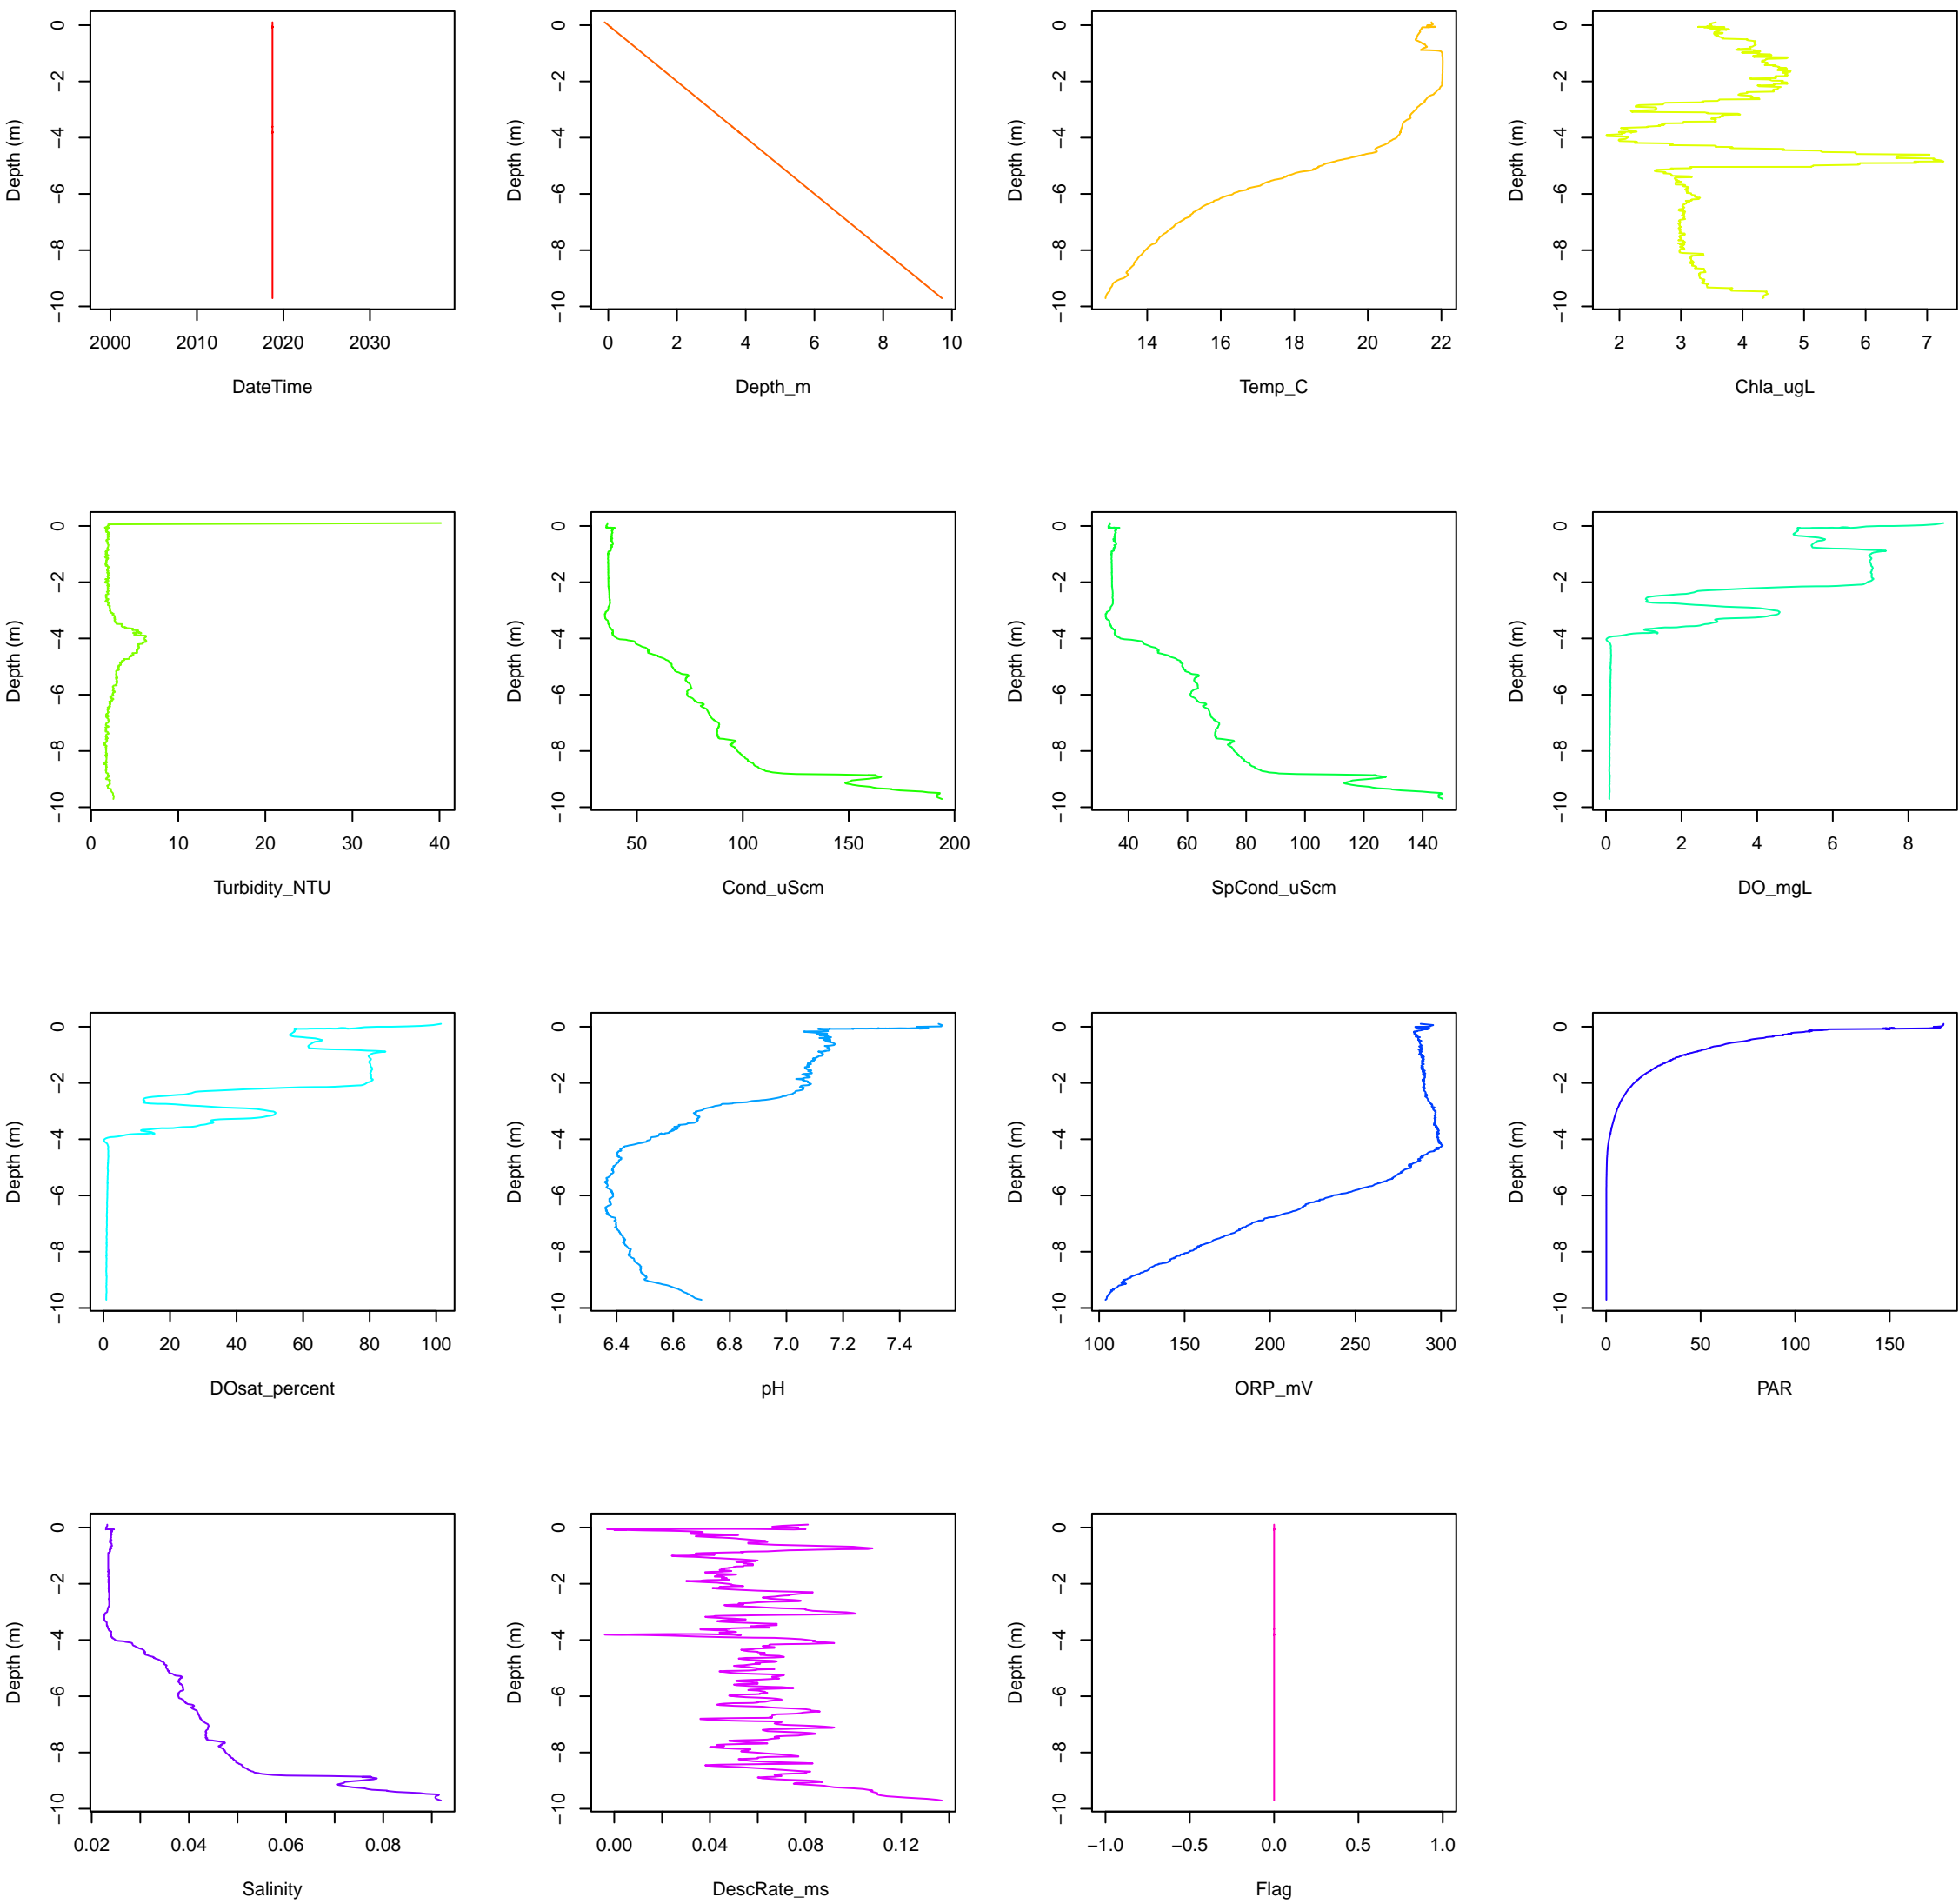 Depth (m)
0
−2
−4
−6
−8
−10
2000 2010 2020 2030
DateTime
Depth (m)
0
−2
−4
−6
−8
−10
0 2 4 6 8 10
Depth_m
Depth (m)
0
−2
−4
−6
−8
−10
14 16 18 20 22
Temp_C
Depth (m)
0
−2
−4
−6
−8
−10
2 3 4 5 6 7
Chla_ugL
Depth (m)
0
−2
−4
−6
−8
−10
0 10 20 30 40
Turbidity_NTU
Depth (m)
0
−2
−4
−6
−8
−10
50 100 150 200
Cond_uScm
Depth (m)
0
−2
−4
−6
−8
−10
40 60 80 100 120 140
SpCond_uScm
Depth (m)
0
−2
−4
−6
−8
−10
0 2 4 6 8
DO_mgL
Depth (m)
0
−2
−4
−6
−8
−10
0 20 40 60 80 100
DOsat_percent
Depth (m)
0
−2
−4
−6
−8
−10
6.4 6.6 6.8 7.0 7.2 7.4
pH
Depth (m)
0
−2
−4
−6
−8
−10
100 150 200 250 300
ORP_mV
Depth (m)
0
−2
−4
−6
−8
−10
0 50 100 150
PAR
Depth (m)
0
−2
−4
−6
−8
−10
0.02 0.04 0.06 0.08
Salinity
Depth (m)
0
−2
−4
−6
−8
−10
0.00 0.04 0.08 0.12
DescRate_ms
Depth (m)
0
−2
−4
−6
−8
−10
−1.0 −0.5 0.0 0.5 1.0
Flag